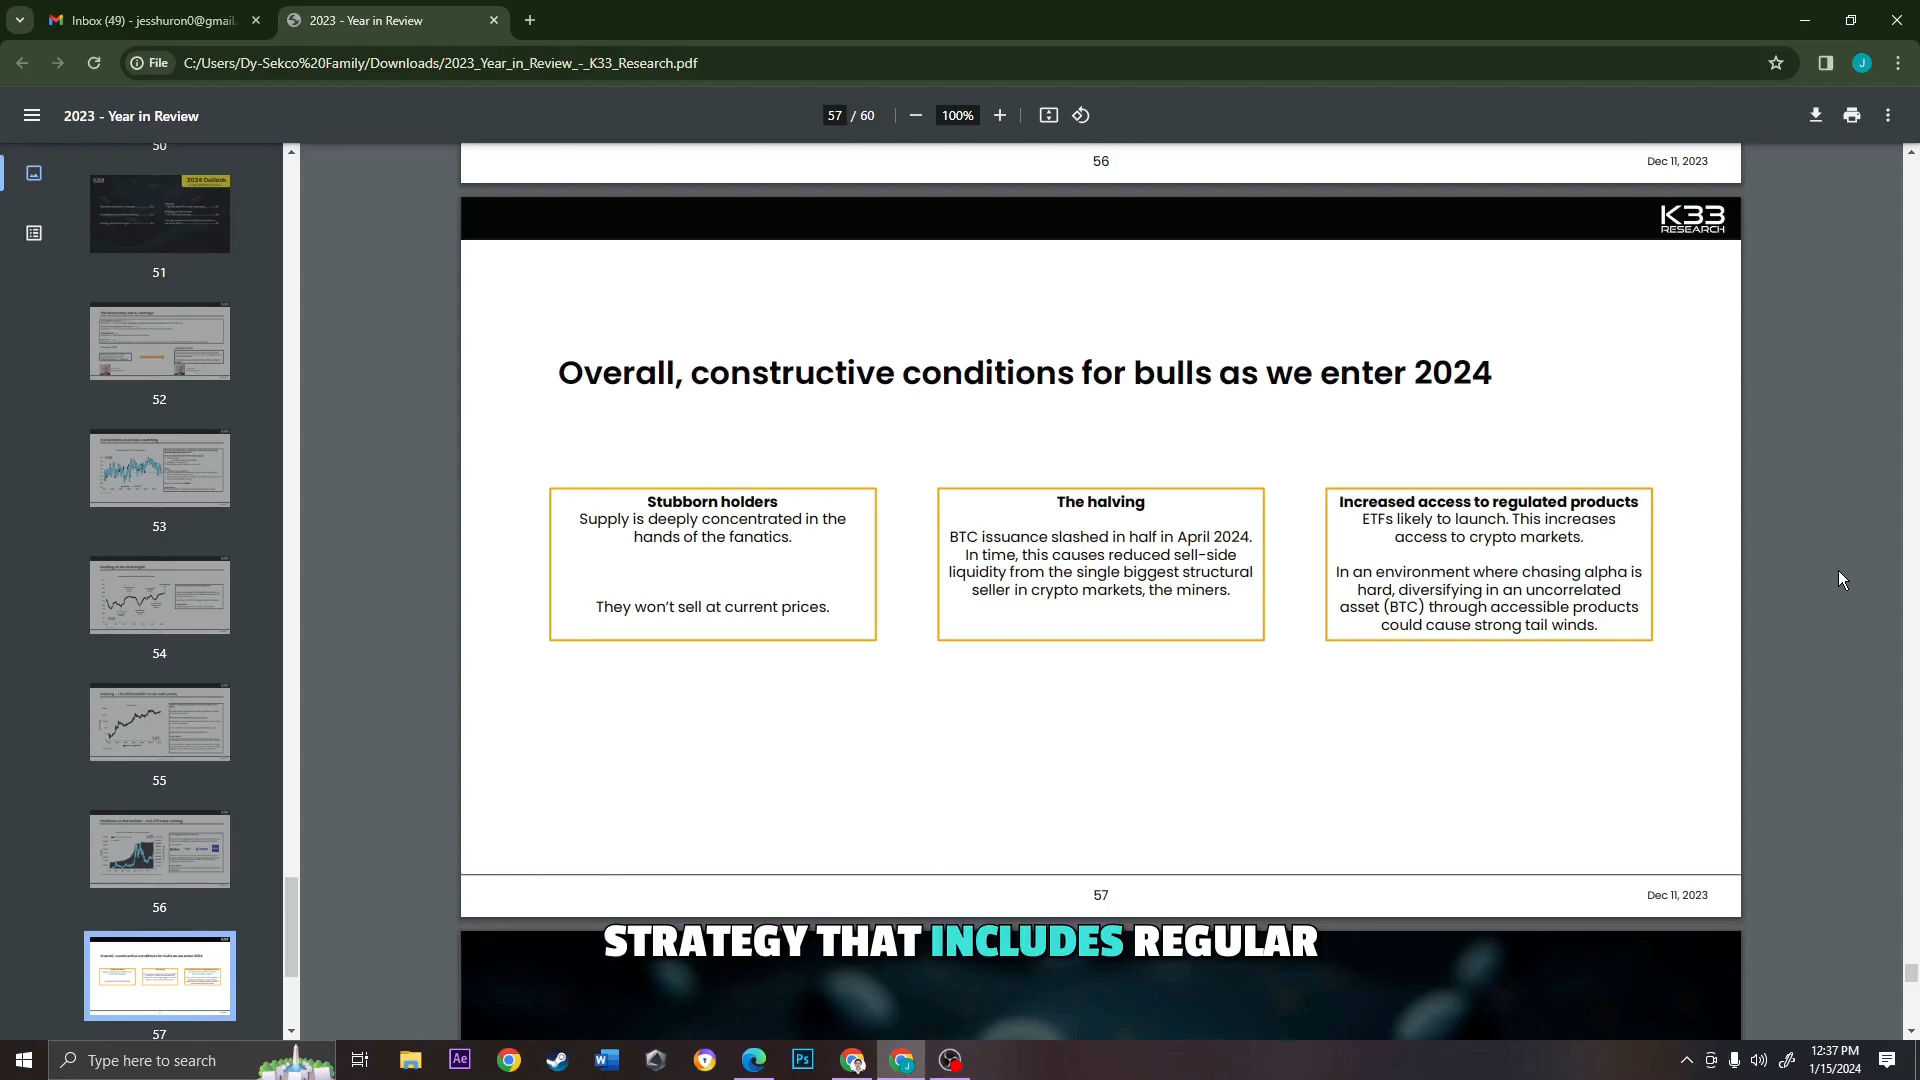 Inbox (49) - jesshuron0@gmail.
2023 - Year in Review
File
C:/Users/Dy-Sekco%20Family/Downloads/2023_Year_in_Review_-_K33_Research.pdf
J
2023 - Year in Review
57 / 60
100%
50
2024 Outlook
51
52
53
54
55
56
57
56
Dec 11, 2023
K33
RESEARCH
Overall, constructive conditions for bulls as we enter 2024
Stubborn holders
Supply is deeply concentrated in the
hands of the fanatics.
They won't sell at current prices.
The halving
BTC issuance slashed in half in April 2024.
In time, this causes reduced sell-side
liquidity from the single biggest structural
seller in crypto markets, the miners.
Increased access to regulated products
ETFs likely to launch. This increases
access to crypto markets.
In an environment where chasing alpha is
hard, diversifying in an uncorrelated
asset (BTC) through accessible products
could cause strong tail winds.
57
Dec 11, 2023
STRATEGY THAT INCLUDES REGULAR
Type here to search
Ae
Ps
12:37 PM
1/15/2024